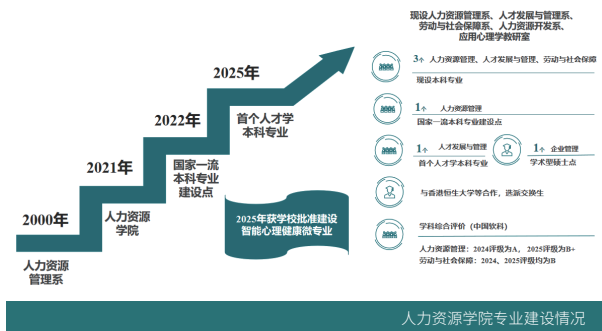 2000年
人力资源
管理系
2021年
人力资源
学院
2022年
国家一流
本科专业
建设点
2025年
首个人才学
本科专业
2025年获学校批准建设
智能心理健康微专业
现设人力资源管理系、人才发展与管理系、
劳动与社会保障系、人力资源开发系、
应用心理学教研室
3个 人力资源管理、人才发展与管理、劳动与社会保障
现设本科专业
1个 人力资源管理
国家一流本科专业建设点
1个 人才发展与管理
首个人才学本科专业
1个 企业管理
学术型硕士点
与香港恒生大学等合作，选派交换生
学科综合评价（中国软科）
人力资源管理：2024评级为A， 2025评级为B+
劳动与社会保障：2024、2025评级均为B
人力资源学院专业建设情况